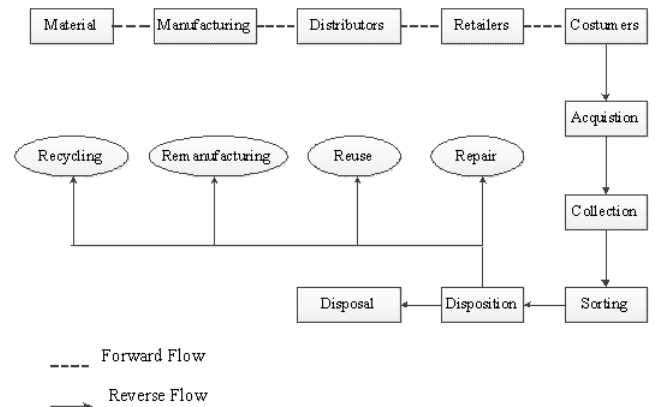 Material
Manufacturing
Distributors
Retailers
Costumers
Acquistion
Recycling
Remanufacturing
Reuse
Repair
Collection
Disposal
Disposition
Sorting
Forward Flow
Reverse Flow